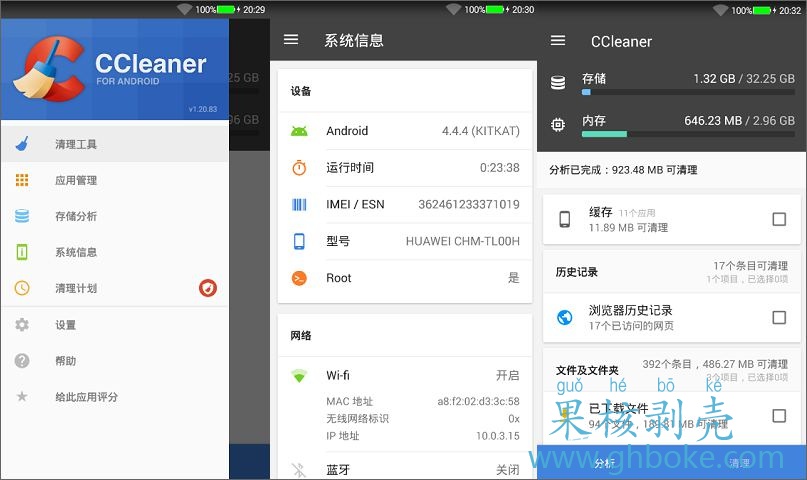 100% 20:29
CCleaner
FOR ANDROID
v1.20.83
25 GB
96 GB
清理工具
应用管理
存储分析
系统信息
清理计划
设置
帮助
给此应用评分
100% 20:30
系统信息
设备
Android 4.4.4 (KITKAT)
运行时间 0:23:38
IMEI / ESN 362461233371019
型号 HUAWEI CHM-TL00H
Root 是
网络
Wi-fi 开启
MAC 地址 a8:f2:02:d3:3c:58
无线网络标识 0x
IP 地址 10.0.3.15
蓝牙 关闭
100% 20:32
CCleaner
存储 1.32 GB / 32.25 GB
内存 646.23 MB / 2.96 GB
分析已完成：923.48 MB 可清理
缓存 11个应用
11.89 MB 可清理
历史记录 17个条目可清理
1个项目，已选择0项
浏览器历史记录
17个已访问的网页
文件及文件夹 392个条目，486.27 MB 可清理
3个项目，已选择0项
已下载文件
94个文件，189.31 MB 可清理
分析 清理
guǒ hé bō ké
果核剥壳
www.ghboke.com